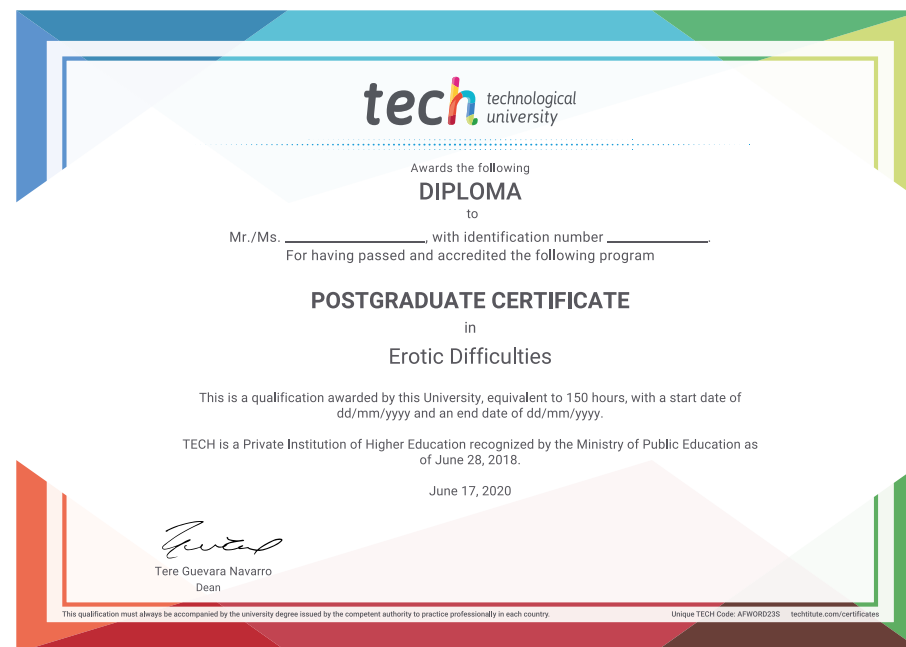 tech technological
university
Awards the following
DIPLOMA
to
Mr./Ms. ____________________, with identification number ______________.
For having passed and accredited the following program
POSTGRADUATE CERTIFICATE
in
Erotic Difficulties
This is a qualification awarded by this University, equivalent to 150 hours, with a start date of
dd/mm/yyyy and an end date of dd/mm/yyyy.
TECH is a Private Institution of Higher Education recognized by the Ministry of Public Education as
of June 28, 2018.
June 17, 2020
Tere Guevara Navarro
Dean
This qualification must always be accompanied by the university degree issued by the competent authority to practice professionally in each country. Unique TECH Code: AFWORD23S techtitute.com/certificates